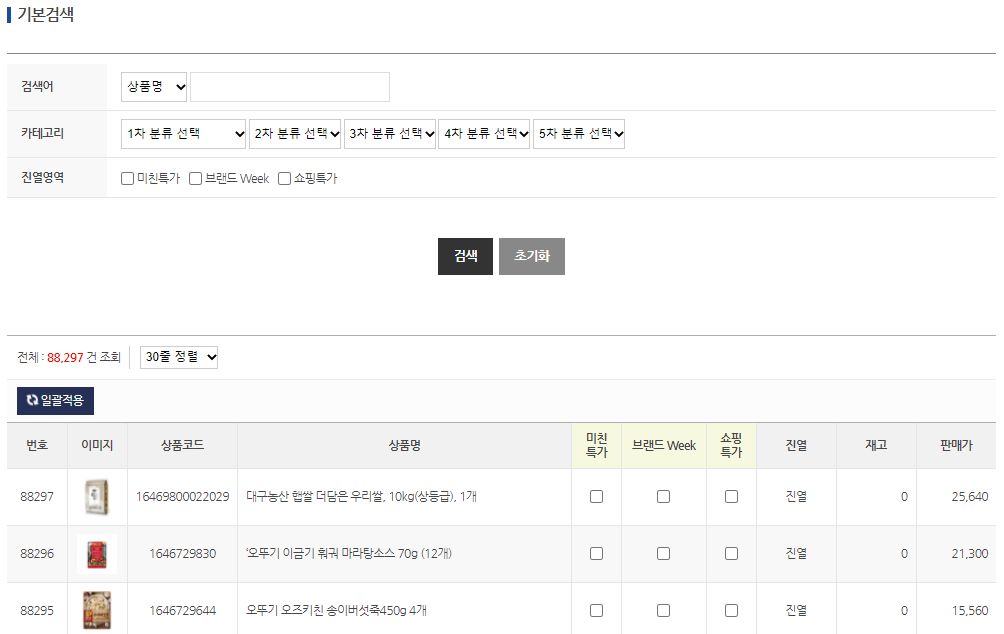 기본검색
검색어 상품명
카테고리 1차 분류 선택 2차 분류 선택 3차 분류 선택 4차 분류 선택 5차 분류 선택
진열영역 미친특가 브랜드 Week 쇼핑특가
검색 초기화
전체 : 88,297 건 조회 30줄 정렬
일괄적용
번호 이미지 상품코드 상품명 미친 특가 브랜드 Week 쇼핑 특가 진열 재고 판매가
88297 16469800022029 대구농산 햅쌀 더담은 우리쌀, 10kg(상등급), 1개 진열 0 25,640
88296 1646729830 '오뚜기 이금기 훠궈 마라탕소스 70g (12개) 진열 0 21,300
88295 1646729644 오뚜기 오즈키친 송이버섯죽450g 4개 진열 0 15,560